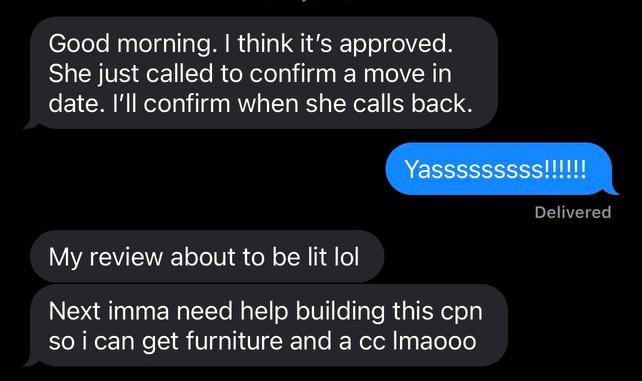 Good morning. I think it's approved.
She just called to confirm a move in
date. I'll confirm when she calls back.
Yasssssssss!!!!!!
Delivered
My review about to be lit lol
Next imma need help building this cpn
so i can get furniture and a cc lmaooo